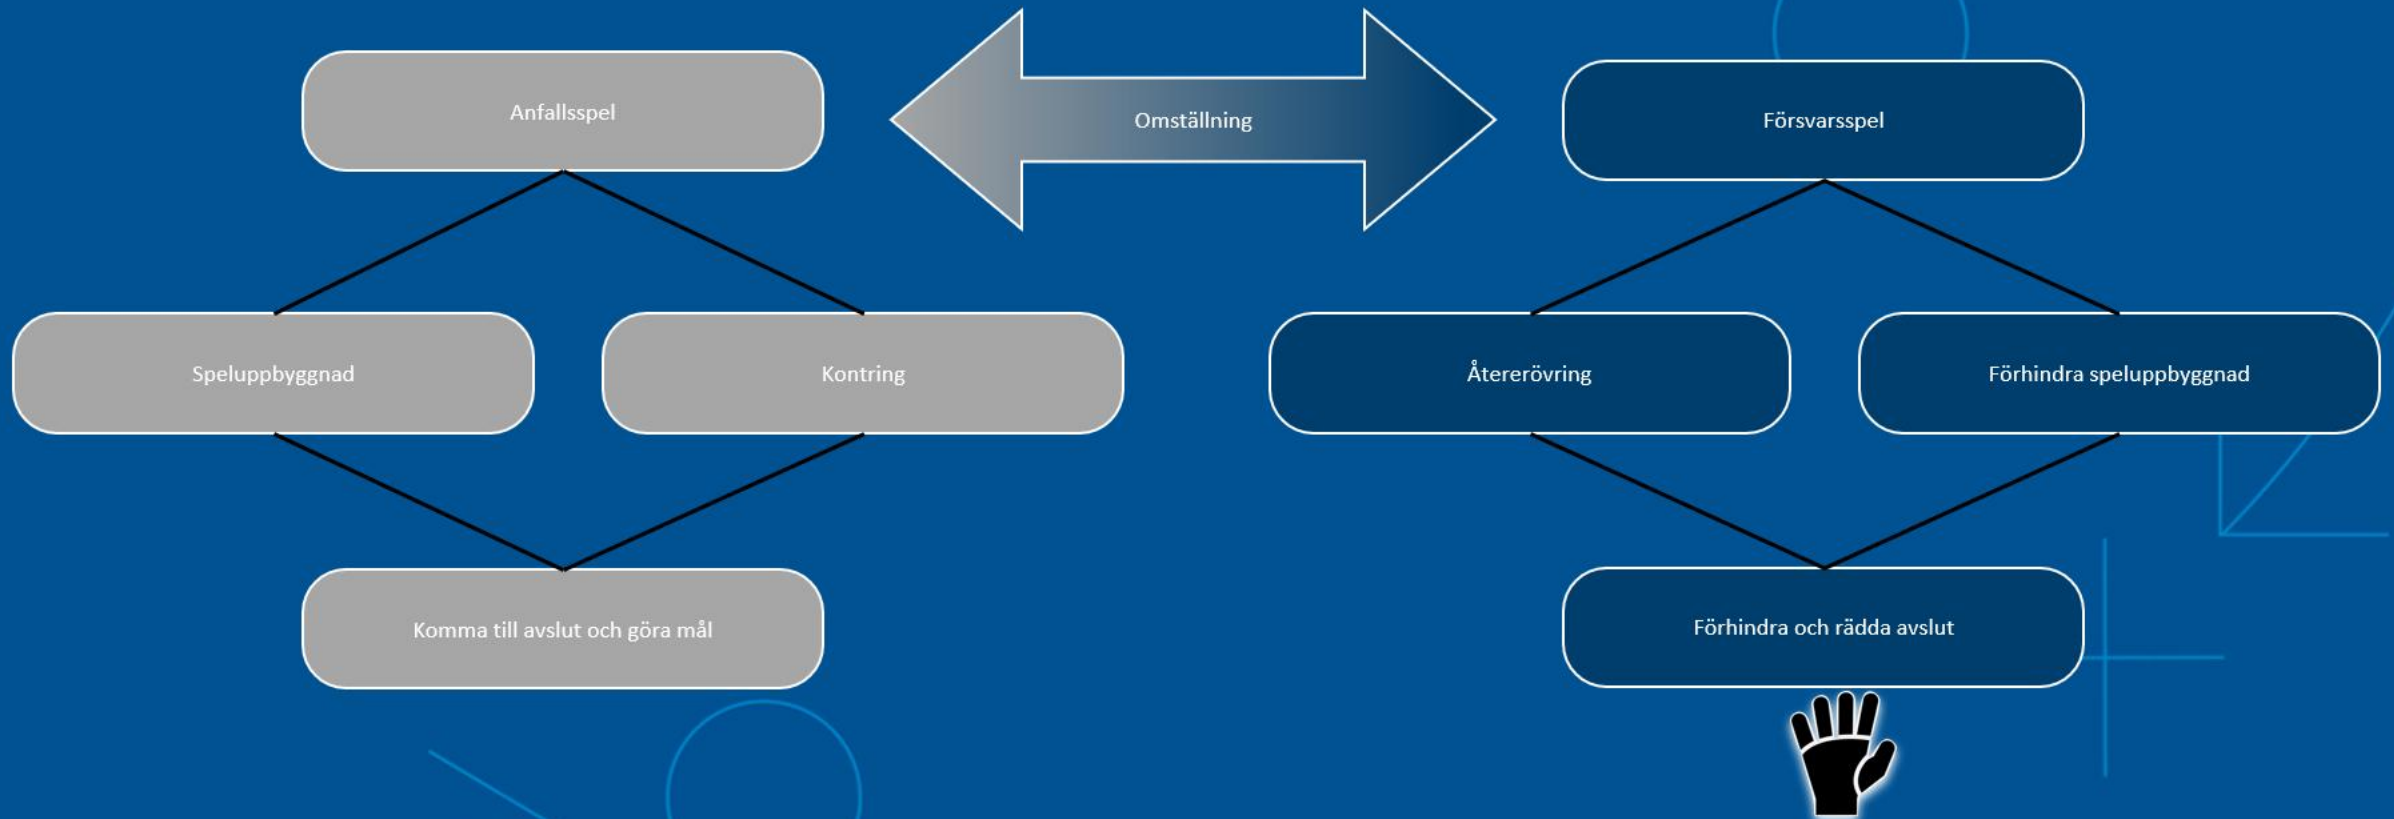 Anfallsspel
Omställning
Försvarsspel
Speluppbyggnad
Kontring
Återerövring
Förhindra speluppbyggnad
Komma till avslut och göra mål
Förhindra och rädda avslut